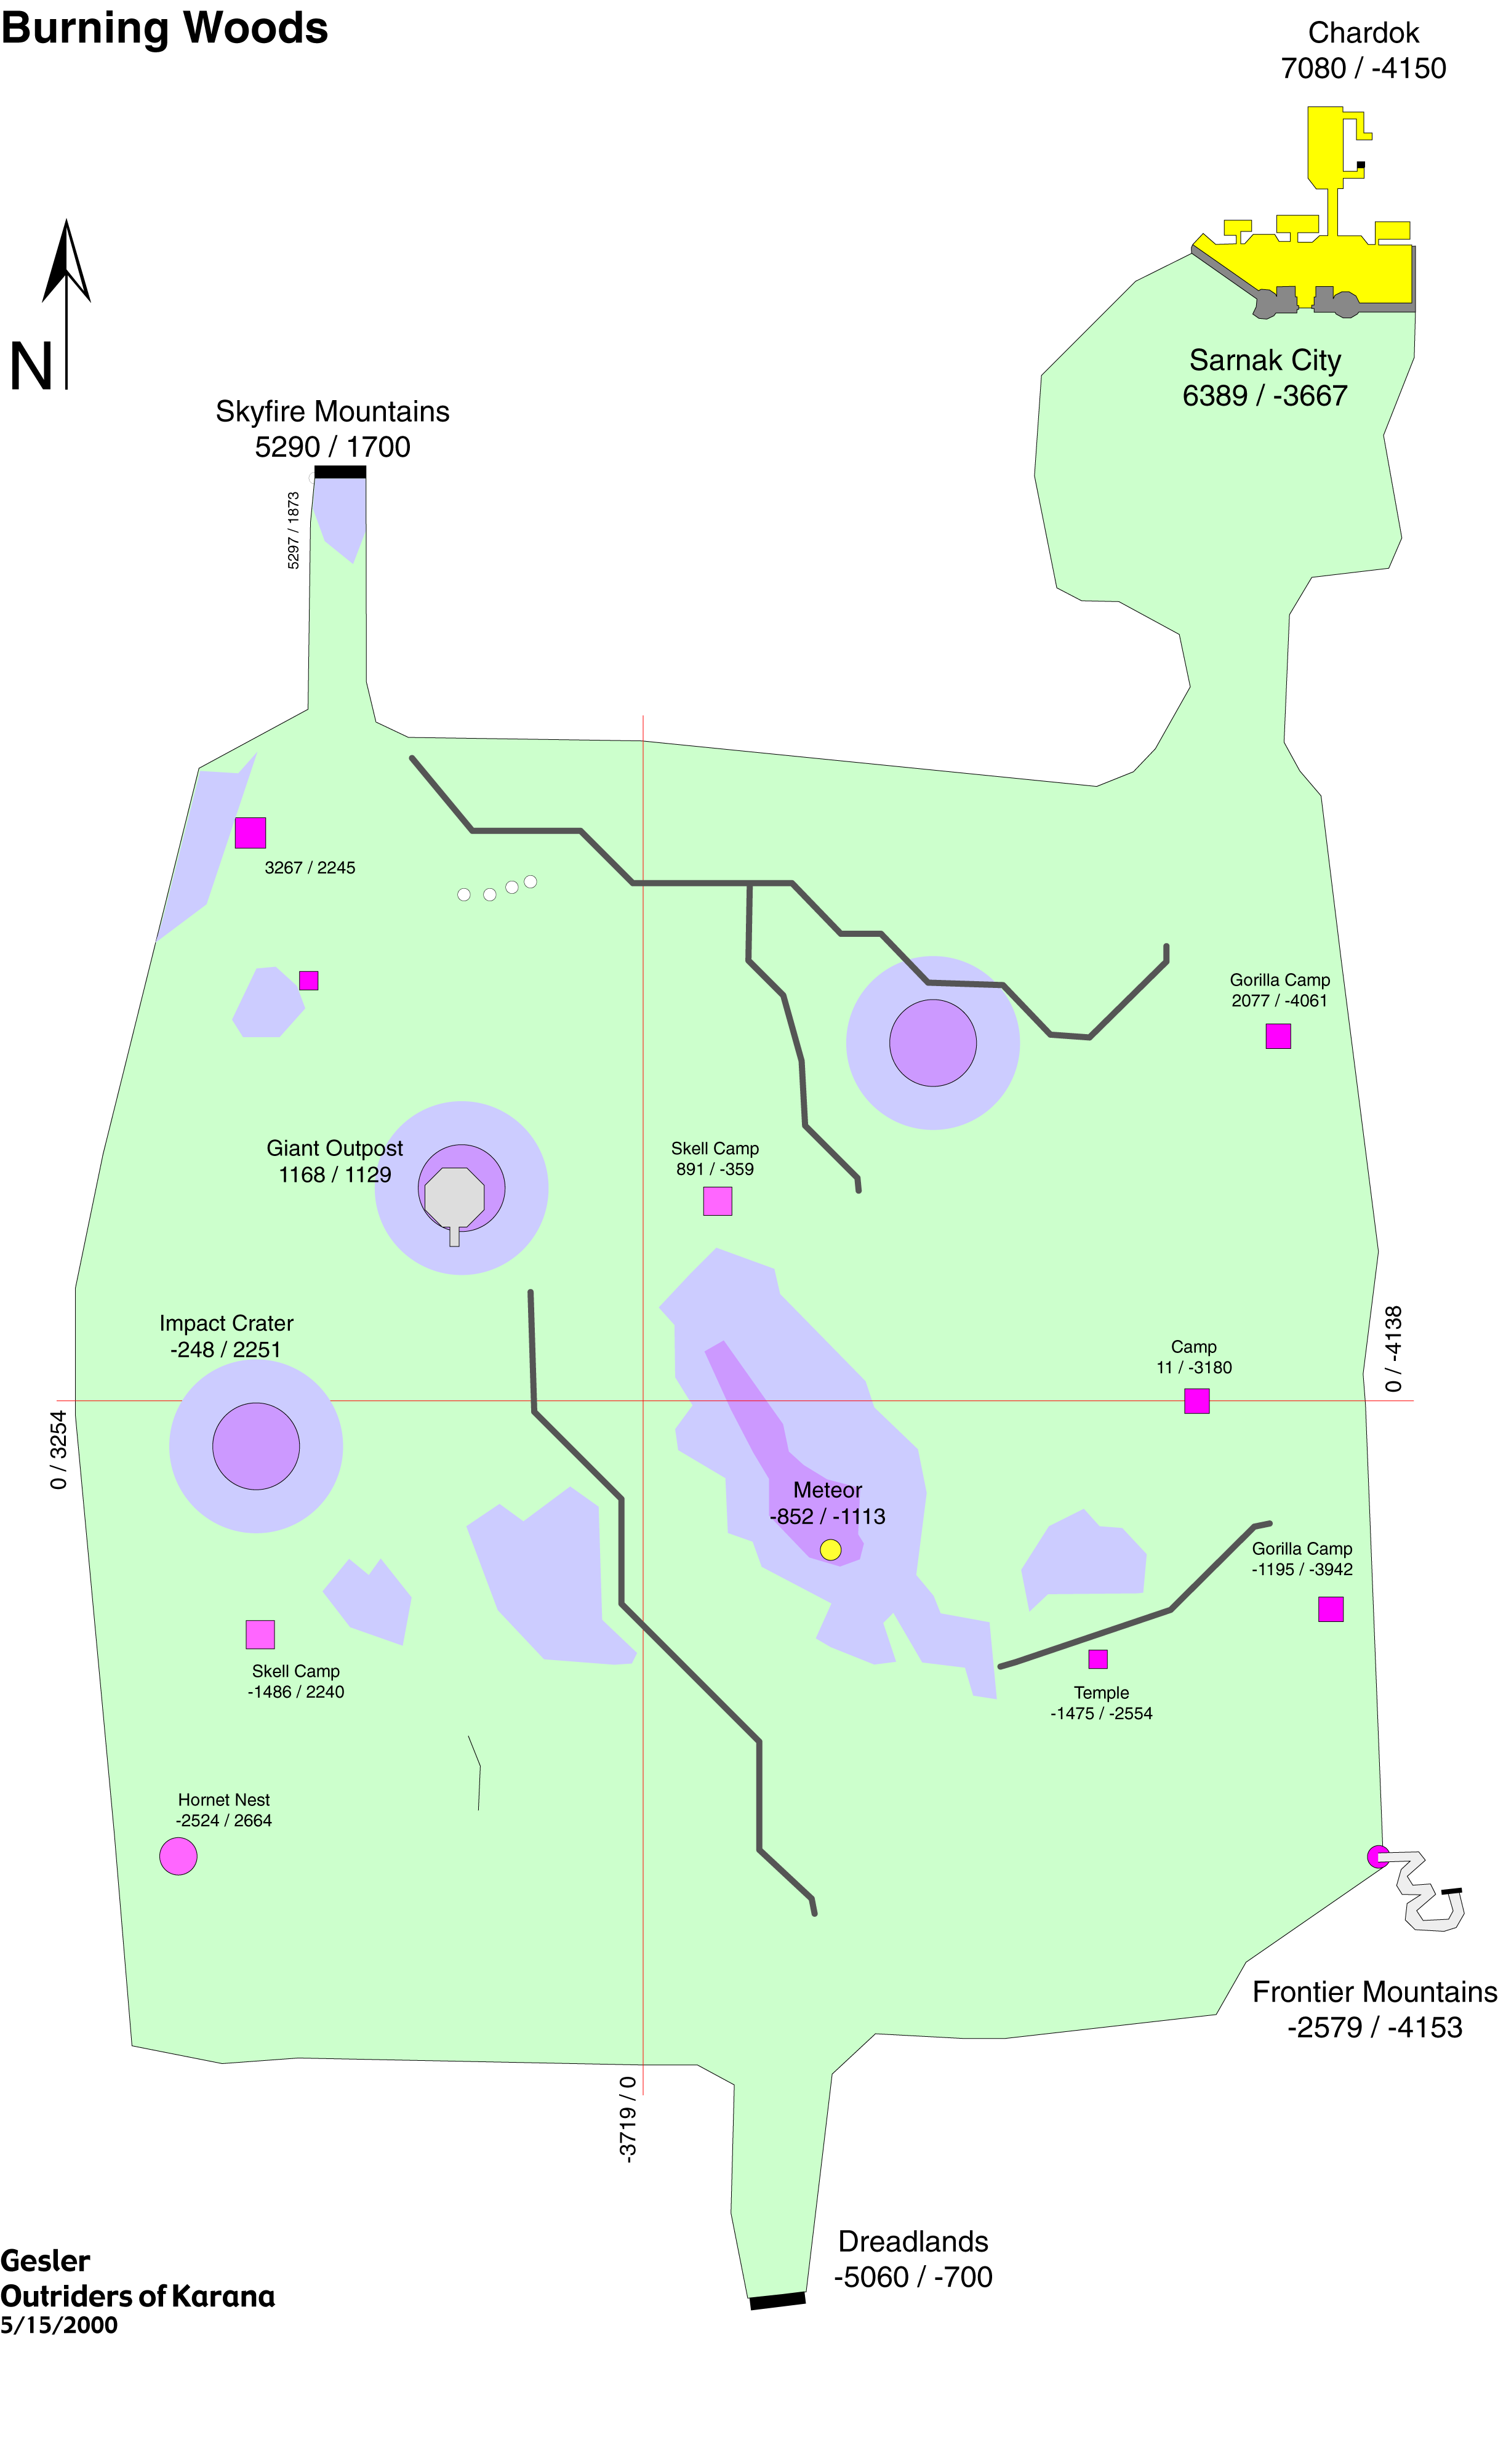 Burning Woods
Chardok
7080 / -4150
N
Sarnak City
6389 / -3667
Skyfire Mountains
5290 / 1700
5297 / 1873
3267 / 2245
Gorilla Camp
2077 / -4061
Giant Outpost
1168 / 1129
Skell Camp
891 / -359
Impact Crater
-248 / 2251
Camp
11 / -3180
0 / -4138
0 / 3254
Meteor
-852 / -1113
Gorilla Camp
-1195 / -3942
Skell Camp
-1486 / 2240
Temple
-1475 / -2554
Hornet Nest
-2524 / 2664
Frontier Mountains
-2579 / -4153
-3719 / 0
Dreadlands
-5060 / -700
Gesler
Outriders of Karana
5/15/2000